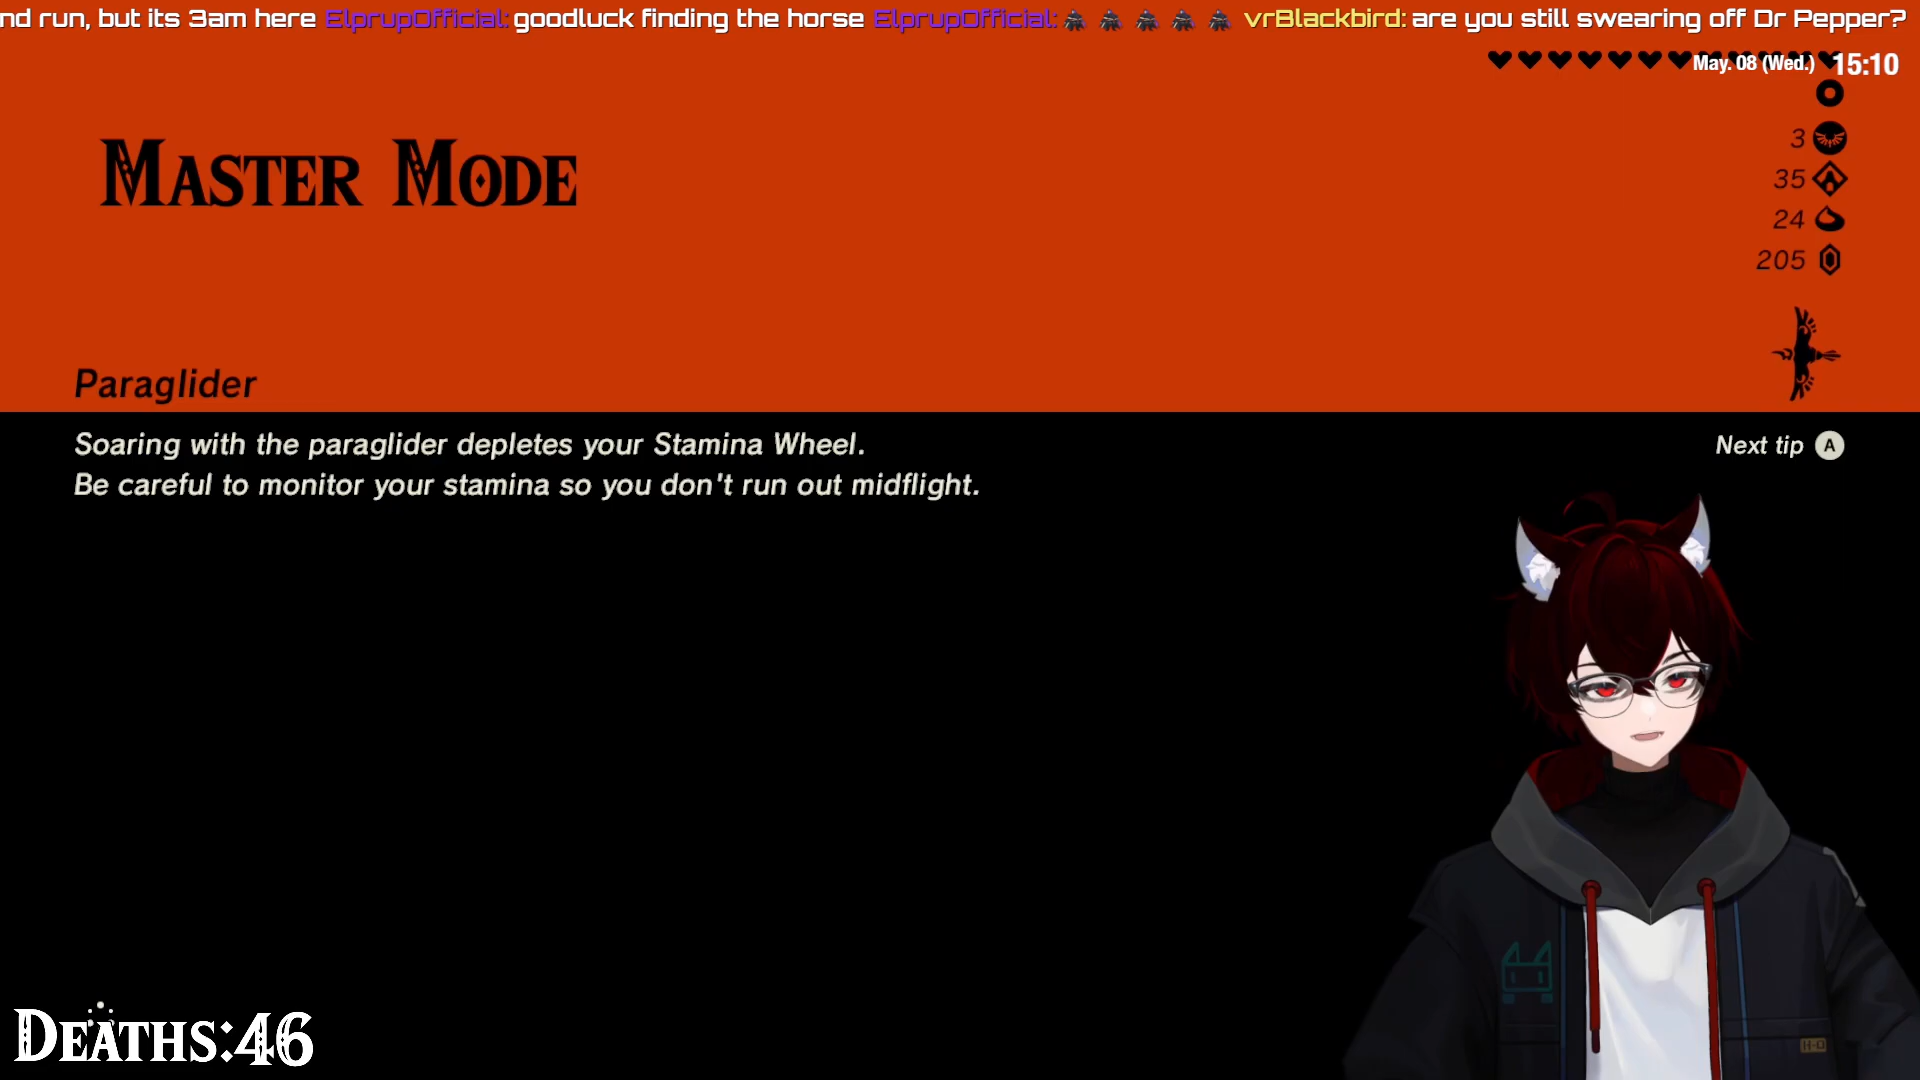 nd run, but its 3am here ElprupOfficial: goodluck finding the horse ElprupOfficial: vrBlackbird: are you still swearing off Dr Pepper?
May. 08 (Wed.) 15:10
MASTER MODE
3
35
24
205
Paraglider
Soaring with the paraglider depletes your Stamina Wheel.
Be careful to monitor your stamina so you don't run out midflight.
Next tip A
H-0
DEATHS:46